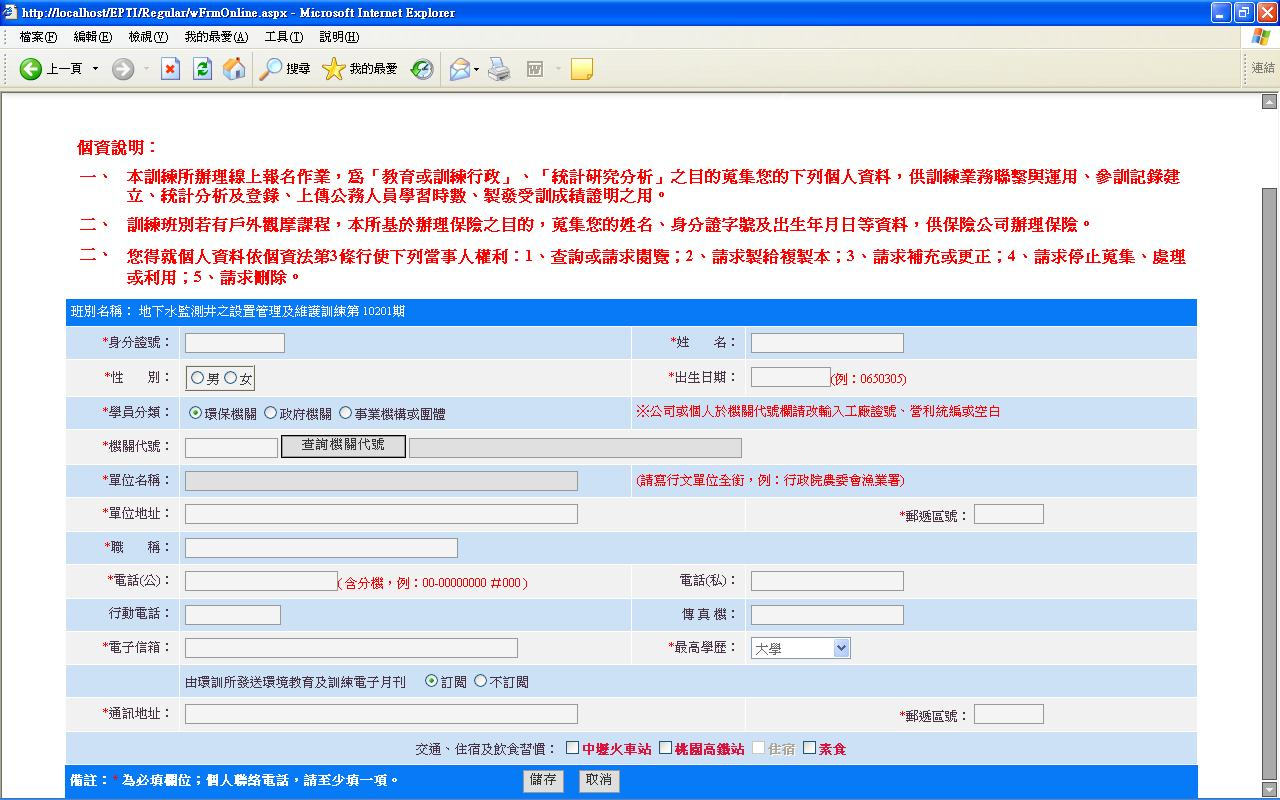 http://localhost/EPTI/Regular/wFrmOnline.aspx - Microsoft Internet Explorer
檔案(F) 編輯(E) 檢視(V) 我的最愛(A) 工具(T) 說明(H)
上一頁 搜尋 我的最愛 連結
個資說明：
一、 本訓練所辦理線上報名作業，為「教育或訓練行政」、「統計研究分析」之目的蒐集您的下列個人資料，供訓練業務聯繫與運用、參訓記錄建
立、統計分析及登錄、上傳公務人員學習時數、製發受訓成績證明之用。
二、 訓練班別若有戶外觀摩課程，本所基於辦理保險之目的，蒐集您的姓名、身分證字號及出生年月日等資料，供保險公司辦理保險。
二、 您得就個人資料依個資法第3條行使下列當事人權利：1、查詢或請求閱覽；2、請求製給複製本；3、請求補充或更正；4、請求停止蒐集、處理
或利用；5、請求刪除。
班別名稱： 地下水監測井之設置管理及維護訓練第 10201期
*身分證號： *姓 名：
*性 別： 男 女 *出生日期： (例：0650305)
*學員分類： 環保機關 政府機關 事業機構或團體 ※公司或個人於機關代號欄請改輸入工廠證號、營利統編或空白
*機關代號： 查詢機關代號
*單位名稱： (請寫行文單位全銜，例：行政院農委會漁業署)
*單位地址： *郵遞區號：
*職 稱：
*電話(公)： (含分機，例：00-00000000 #000) 電話(私)：
行動電話： 傳真機：
*電子信箱： *最高學歷： 大學
由環訓所發送環境教育及訓練電子月刊 訂閱 不訂閱
*通訊地址： *郵遞區號：
交通、住宿及飲食習慣： 中壢火車站 桃園高鐵站 住宿 素食
備註：*為必填欄位；個人聯絡電話，請至少填一項。 儲存 取消